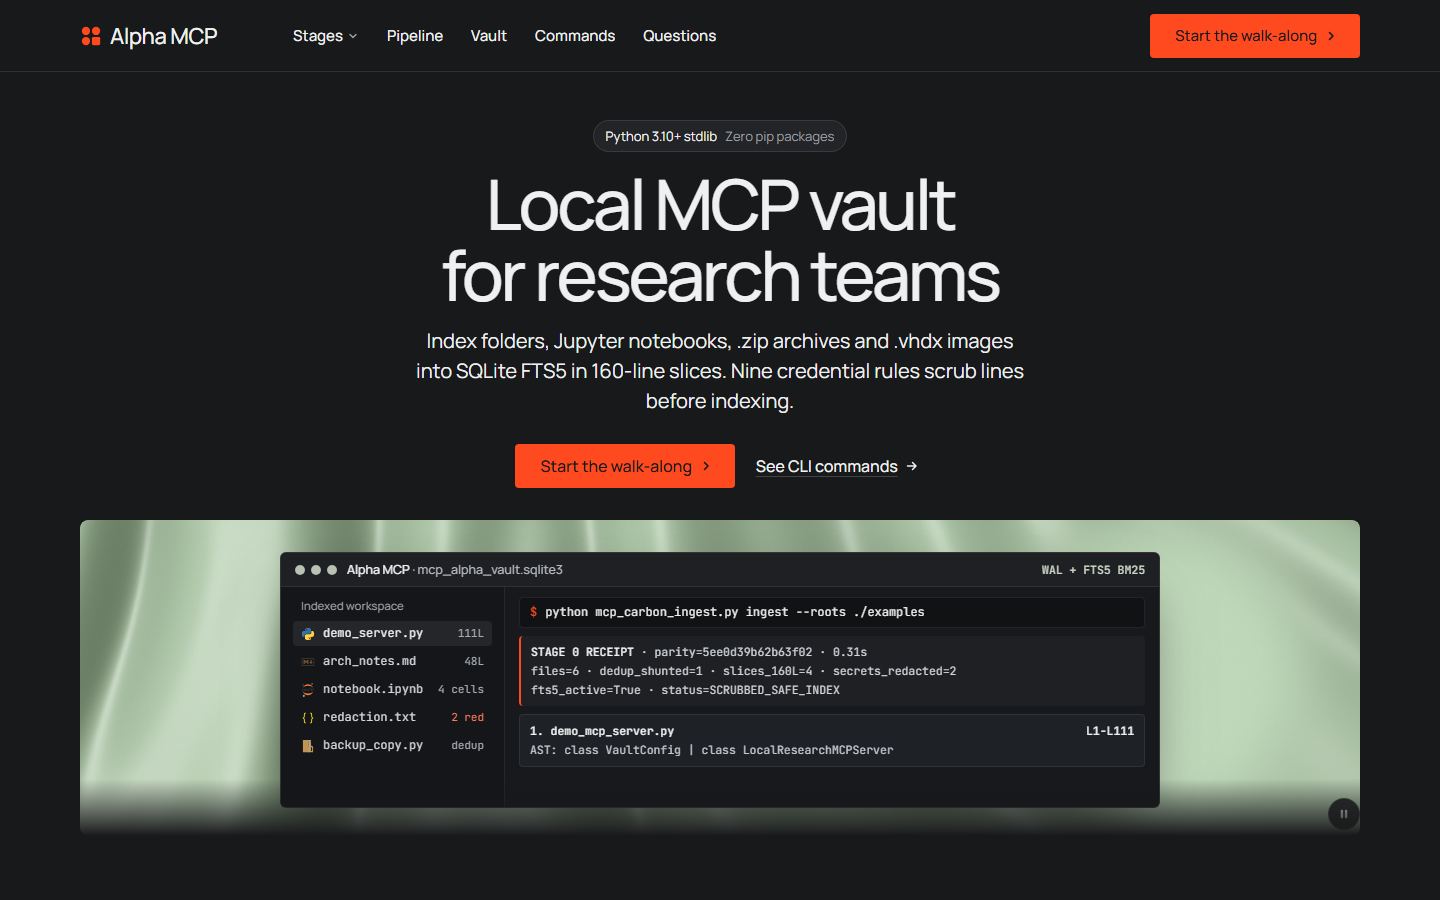 Alpha MCP
Stages
Pipeline
Vault
Commands
Questions
Start the walk-along
Python 3.10+ stdlib Zero pip packages
Local MCP vault
for research teams
Index folders, Jupyter notebooks, .zip archives and .vhdx images
into SQLite FTS5 in 160-line slices. Nine credential rules scrub lines
before indexing.
Start the walk-along
See CLI commands →
Alpha MCP · mcp_alpha_vault.sqlite3
WAL + FTS5 BM25
Indexed workspace
demo_server.py 111L
arch_notes.md 48L
notebook.ipynb 4 cells
{} redaction.txt 2 red
backup_copy.py dedup
$ python mcp_carbon_ingest.py ingest --roots ./examples
STAGE 0 RECEIPT · parity=5ee0d39b62b63f02 · 0.31s
files=6 · dedup_shunted=1 · slices_160L=4 · secrets_redacted=2
fts5_active=True · status=SCRUBBED_SAFE_INDEX
1. demo_mcp_server.py L1-L111
AST: class VaultConfig | class LocalResearchMCPServer